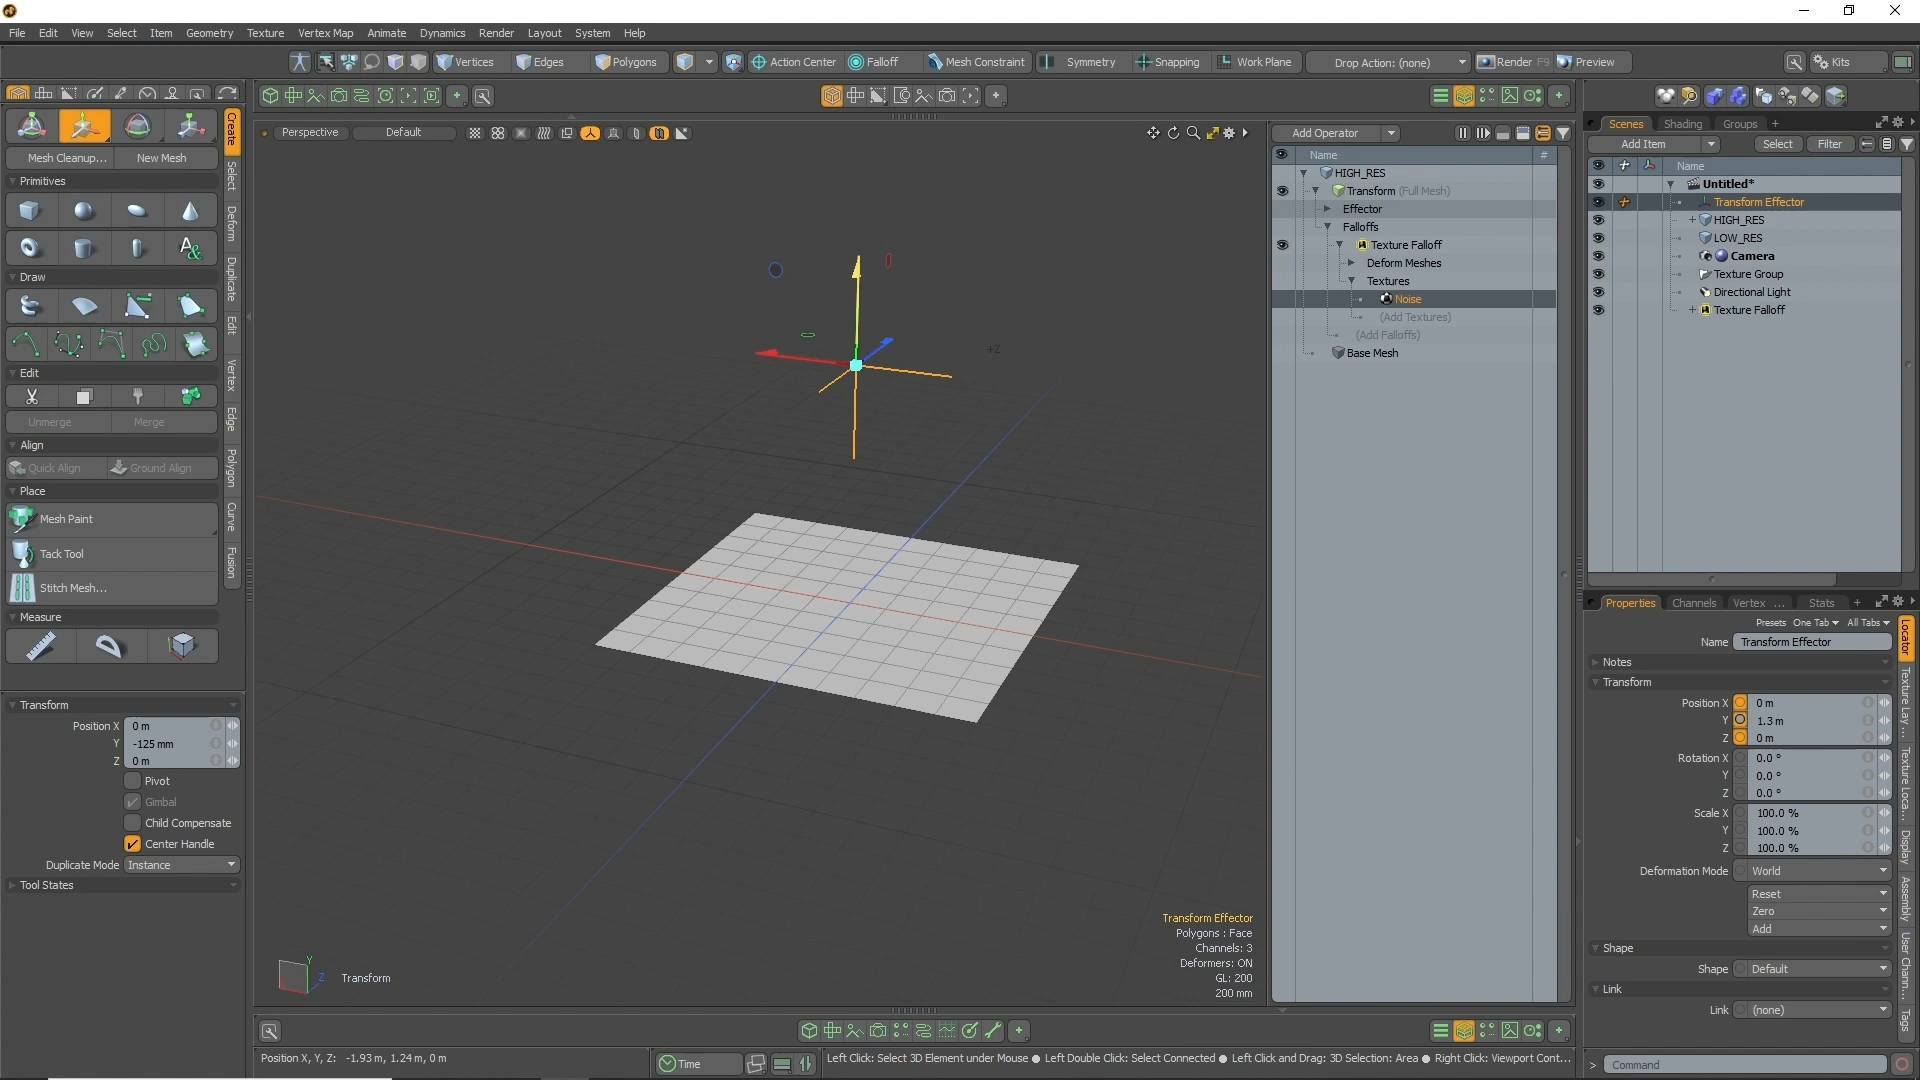 File Edit View Select Item Geometry Texture Vertex Map Animate Dynamics Render Layout System Help
Vertices Edges Polygons Action Center Falloff Mesh Constraint Symmetry Snapping Work Plane Drop Action: (none) Render F9 Preview Kits
Mesh Cleanup... New Mesh
Primitives
Draw
Edit
Unmerge Merge
Align
Quick Align Ground Align
Place
Mesh Paint
Tack Tool
Stitch Mesh...
Measure
Create
Select
Deform
Duplicate
Edit
Vertex
Edge
Polygon
Curve
Fusion
Transform
Position X 0 m
Y -125 mm
Z 0 m
Pivot
Gimbal
Child Compensate
Center Handle
Duplicate Mode Instance
Tool States
Perspective Default
+Z
Transform Effector
Polygons : Face
Channels: 3
Deformers: ON
GL: 200
200 mm
Y
Z
Transform
Add Operator
Name #
HIGH_RES
Transform (Full Mesh)
Effector
Falloffs
Texture Falloff
Deform Meshes
Textures
Noise
(Add Textures)
(Add Falloffs)
Base Mesh
Scenes Shading Groups +
Add Item Select Filter
Name
Untitled*
Transform Effector
HIGH_RES
LOW_RES
Camera
Texture Group
Directional Light
Texture Falloff
Properties Channels Vertex ... Stats +
Presets One Tab All Tabs
Name Transform Effector
Notes
Transform
Position X 0 m
Y 1.3 m
Z 0 m
Rotation X 0.0 °
Y 0.0 °
Z 0.0 °
Scale X 100.0 %
Y 100.0 %
Z 100.0 %
Deformation Mode World
Reset
Zero
Add
Shape
Shape Default
Link
Link (none)
Locator
Texture Lay ...
Texture Loca...
Display
Assembly
User Chann...
Tags
Position X, Y, Z: -1.93 m, 1.24 m, 0 m
Time
Left Click: Select 3D Element under Mouse ● Left Double Click: Select Connected ● Left Click and Drag: 3D Selection: Area ● Right Click: Viewport Cont...
> Command